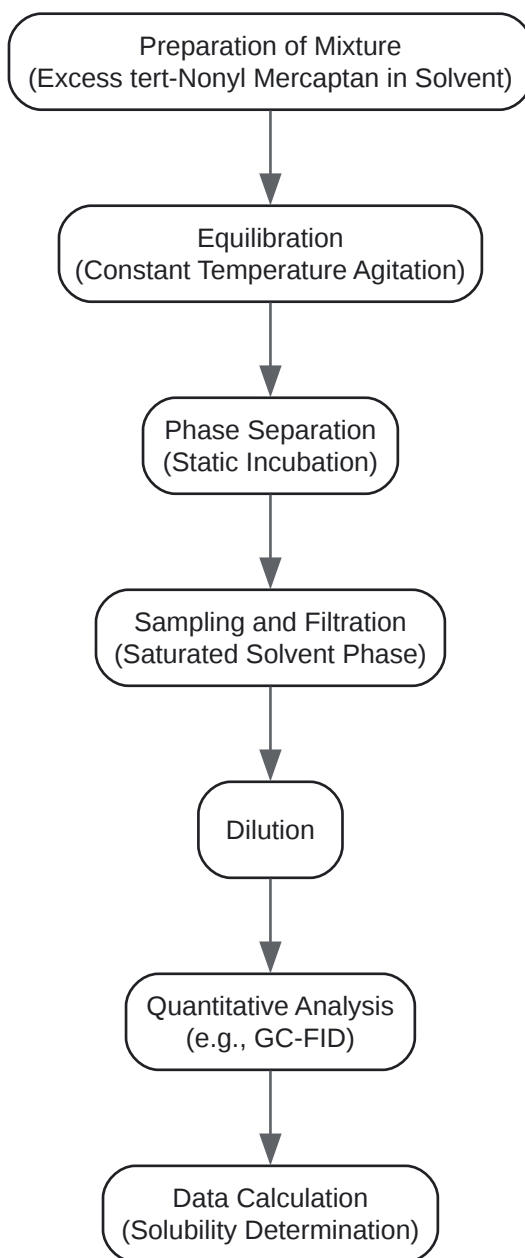 Preparation of Mixture
(Excess tert-Nonyl Mercaptan in Solvent)
Equilibration
(Constant Temperature Agitation)
Phase Separation
(Static Incubation)
Sampling and Filtration
(Saturated Solvent Phase)
Dilution
Quantitative Analysis
(e.g., GC-FID)
Data Calculation
(Solubility Determination)